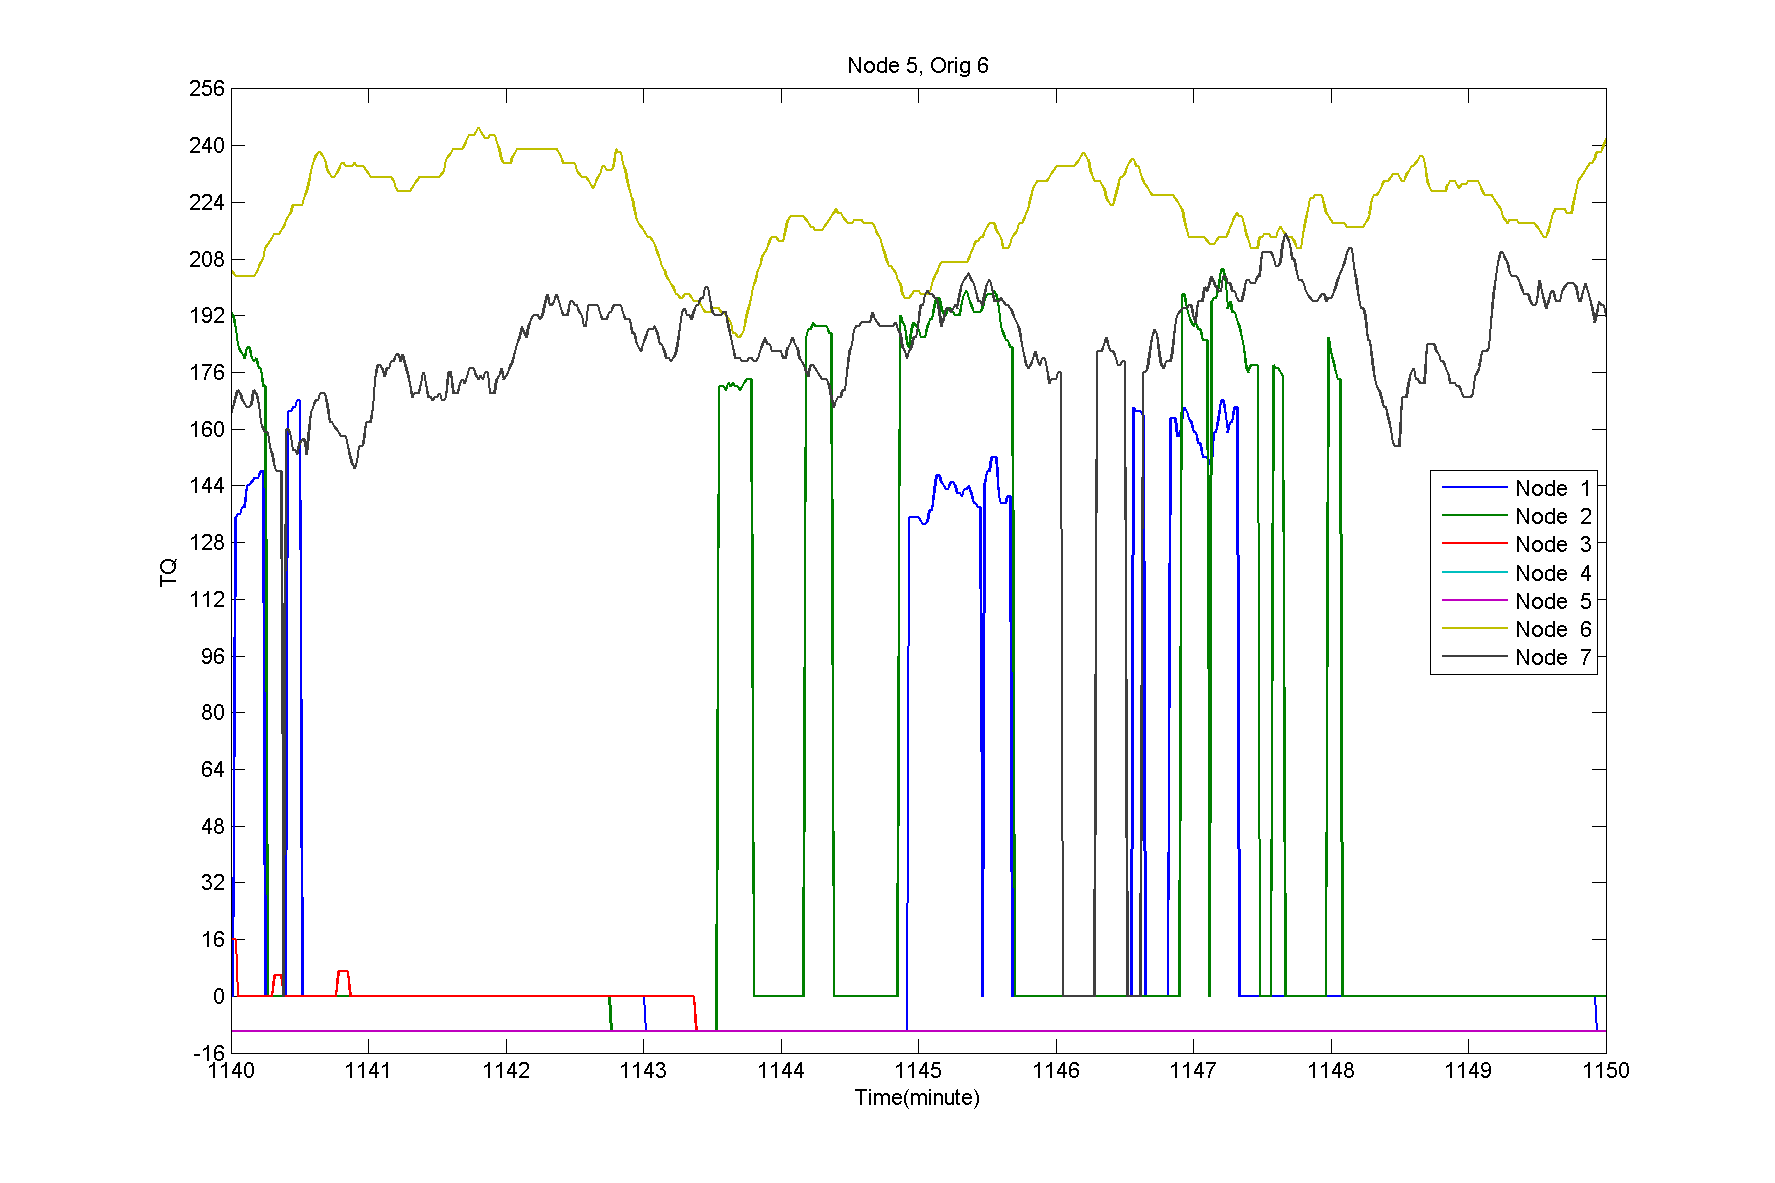 Node 5, Orig 6
256
240
224
208
192
176
160
144
128
112
96
80
64
48
32
16
0
-16
TQ
Node 1
Node 2
Node 3
Node 4
Node 5
Node 6
Node 7
1140 1141 1142 1143 1144 1145 1146 1147 1148 1149 1150
Time(minute)